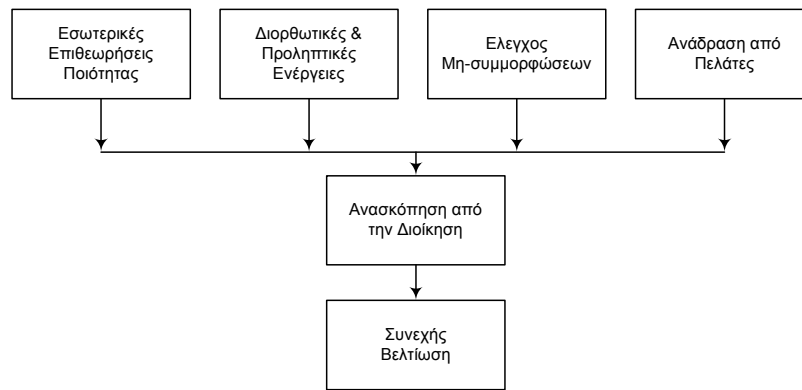 Εσωτερικές
Επιθεωρήσεις
Ποιότητας
Διορθωτικές &
Προληπτικές
Ενέργειες
Ελεγχος
Μη-συμμορφώσεων
Ανάδραση από
Πελάτες
Ανασκόπηση από
την Διοίκηση
Συνεχής
Βελτίωση